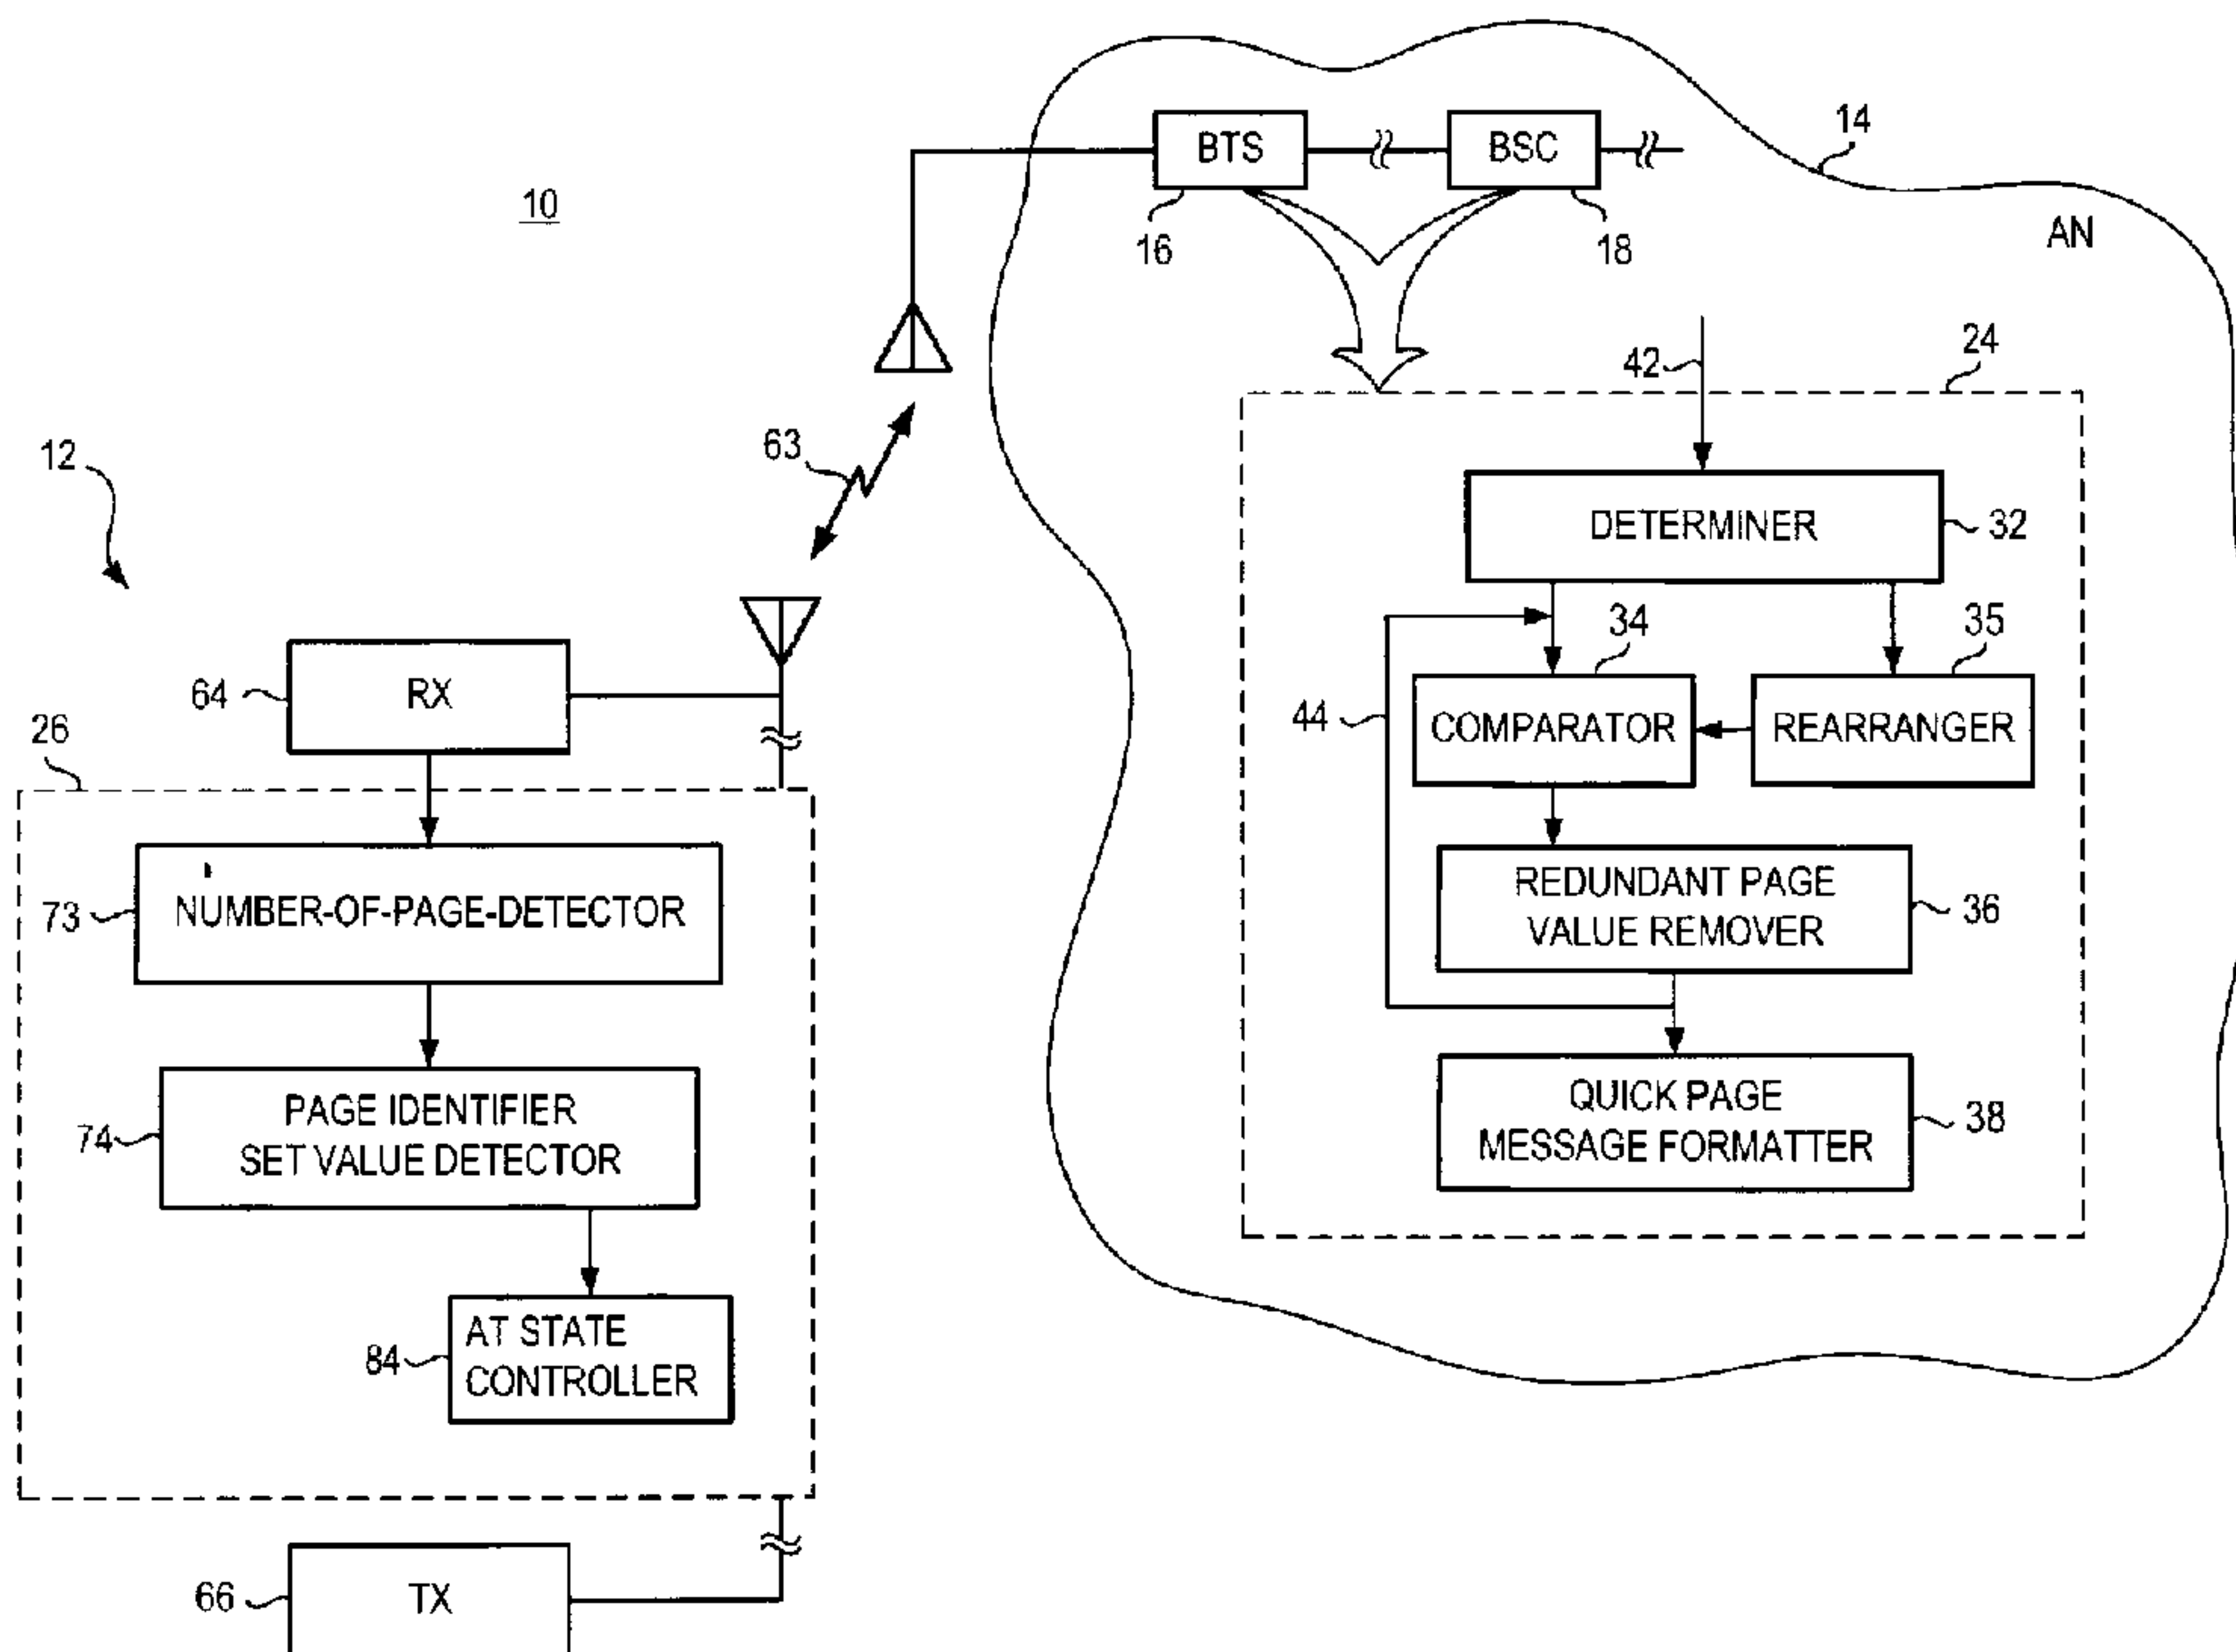 14
BTS
BSC
10
16
18
AN
24
42
63
12
DETERMINER
32
34
35
64
RX
44
COMPARATOR
REARRANGER
26
REDUNDANT PAGE
VALUE REMOVER
36
73
NUMBER-OF-PAGE-DETECTOR
QUICK PAGE
MESSAGE FORMATTER
38
74
PAGE IDENTIFIER
SET VALUE DETECTOR
84
AT STATE
CONTROLLER
66
TX